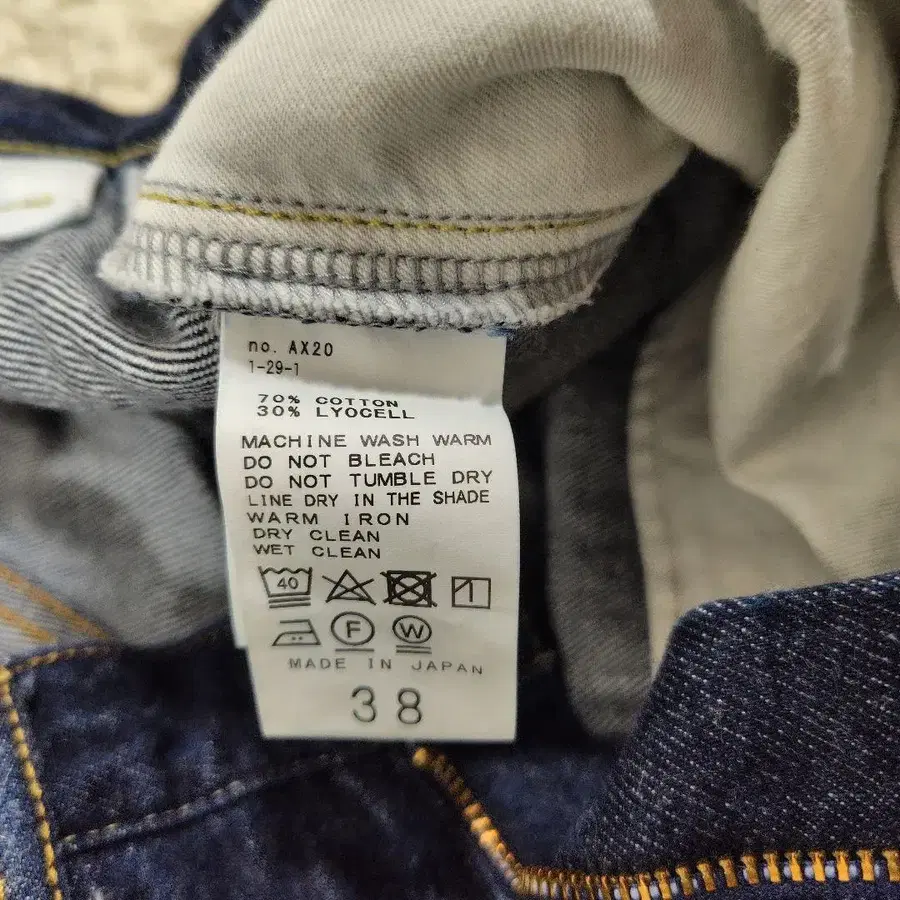 no. AX20
1-29-1
70% COTTON
30% LYOCELL
MACHINE WASH WARM
DO NOT BLEACH
DO NOT TUMBLE DRY
LINE DRY IN THE SHADE
WARM IRON
DRY CLEAN
WET CLEAN
40
F W
MADE IN JAPAN
38